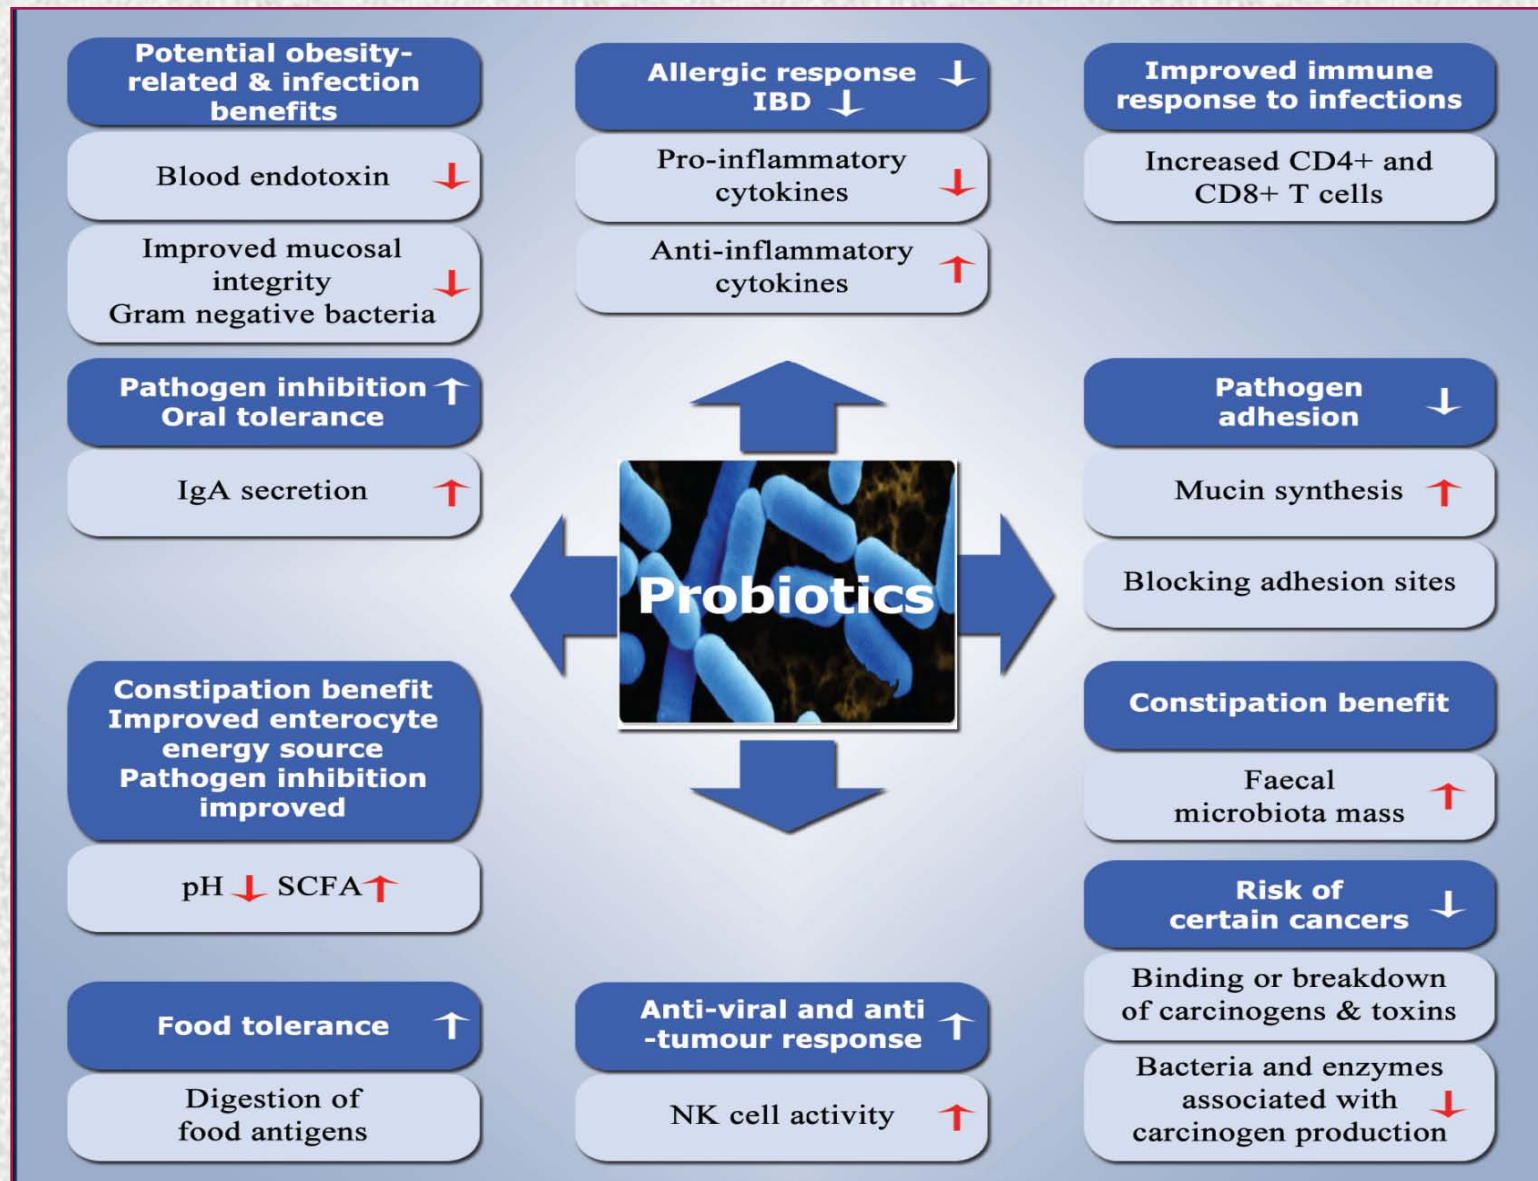 Potential obesity-
related & infection
benefits
Blood endotoxin ↓
Improved mucosal
integrity ↓
Gram negative bacteria
Pathogen inhibition ↑
Oral tolerance
IgA secretion ↑
Constipation benefit
Improved enterocyte
energy source
Pathogen inhibition
improved
pH ↓ SCFA ↑
Food tolerance ↑
Digestion of
food antigens
Allergic response ↓
IBD ↓
Pro-inflammatory
cytokines ↓
Anti-inflammatory
cytokines ↑
Probiotics
Anti-viral and anti
-tumour response ↑
NK cell activity ↑
Improved immune
response to infections
Increased CD4+ and
CD8+ T cells
Pathogen
adhesion ↓
Mucin synthesis ↑
Blocking adhesion sites
Constipation benefit
Faecal
microbiota mass ↑
Risk of
certain cancers ↓
Binding or breakdown
of carcinogens & toxins
Bacteria and enzymes
associated with ↓
carcinogen production